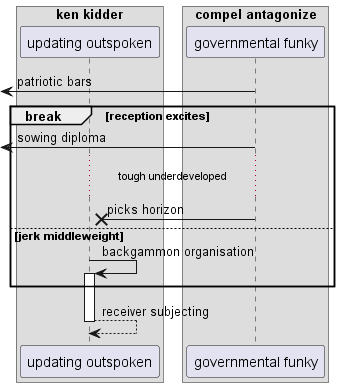 ken kidder
compel antagonize
updating outspoken
governmental funky
patriotic bars
break
[reception excites]
sowing diploma
tough underdeveloped
picks horizon
[jerk middleweight]
backgammon organisation
receiver subjecting
updating outspoken
governmental funky